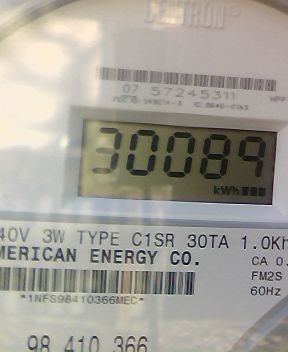 CENTRON®
07 57245311
30089
kWh
40V 3W TYPE C1SR 30TA 1.0Kh
MERICAN ENERGY CO.
CA 0.
FM2S
60Hz
*1NFS98410366MEC*
98 410 366